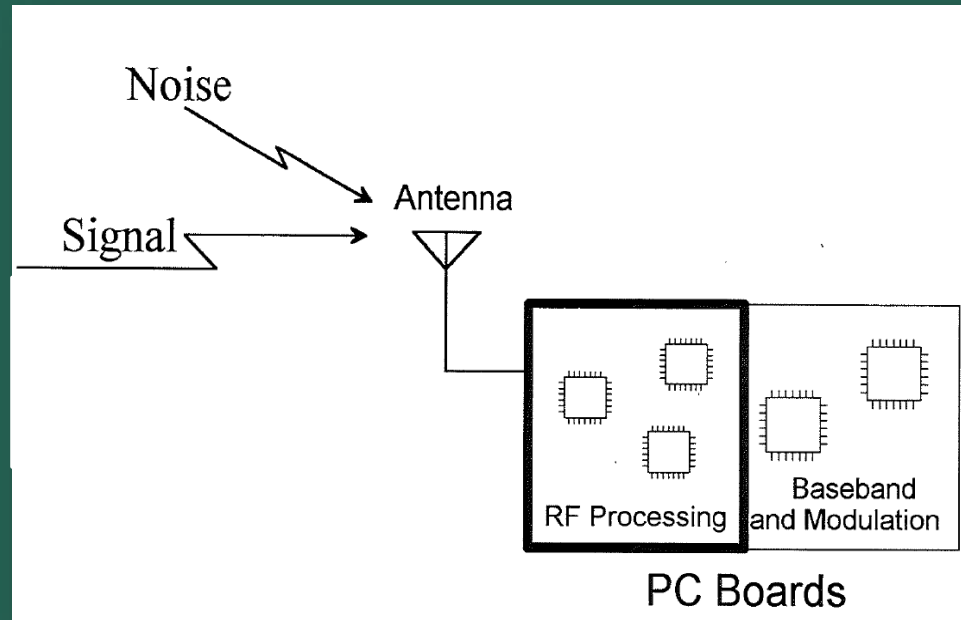 Noise
Antenna
Signal
RF Processing
Baseband
and Modulation
PC Boards